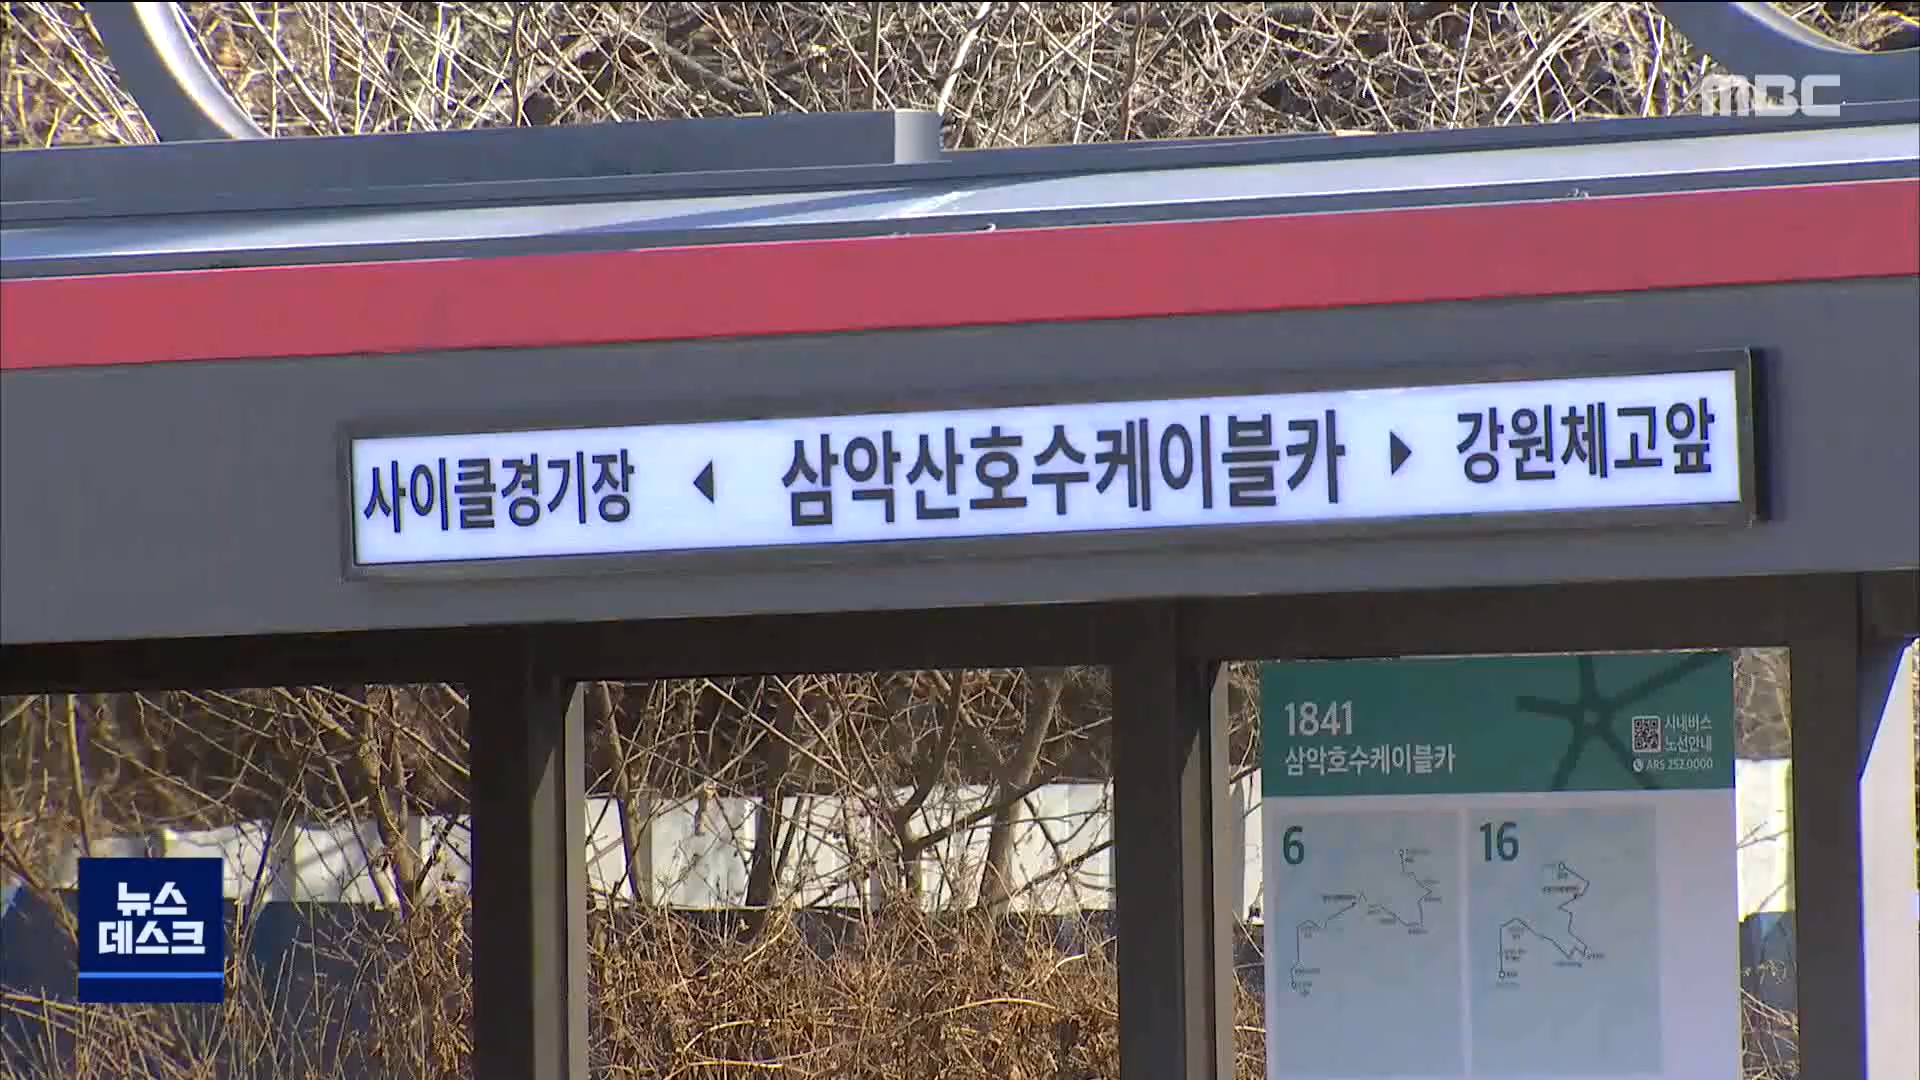 MBC
사이클경기장 ◀ 삼악산호수케이블카 ▶ 강원체고앞
1841
삼악호수케이블카
시내버스
노선안내
ARS 252.0000
6
16
뉴스
데스크